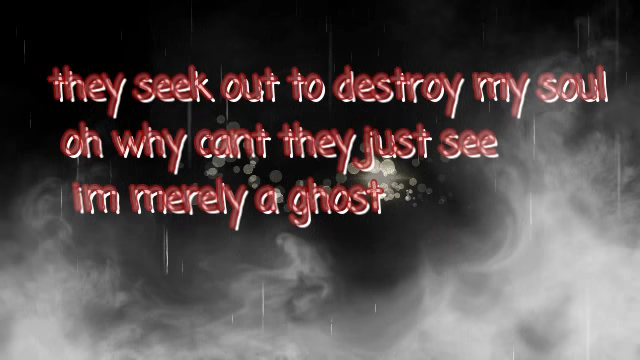 they seek out to destroy my soul
oh why cant they just see
im merely a ghost